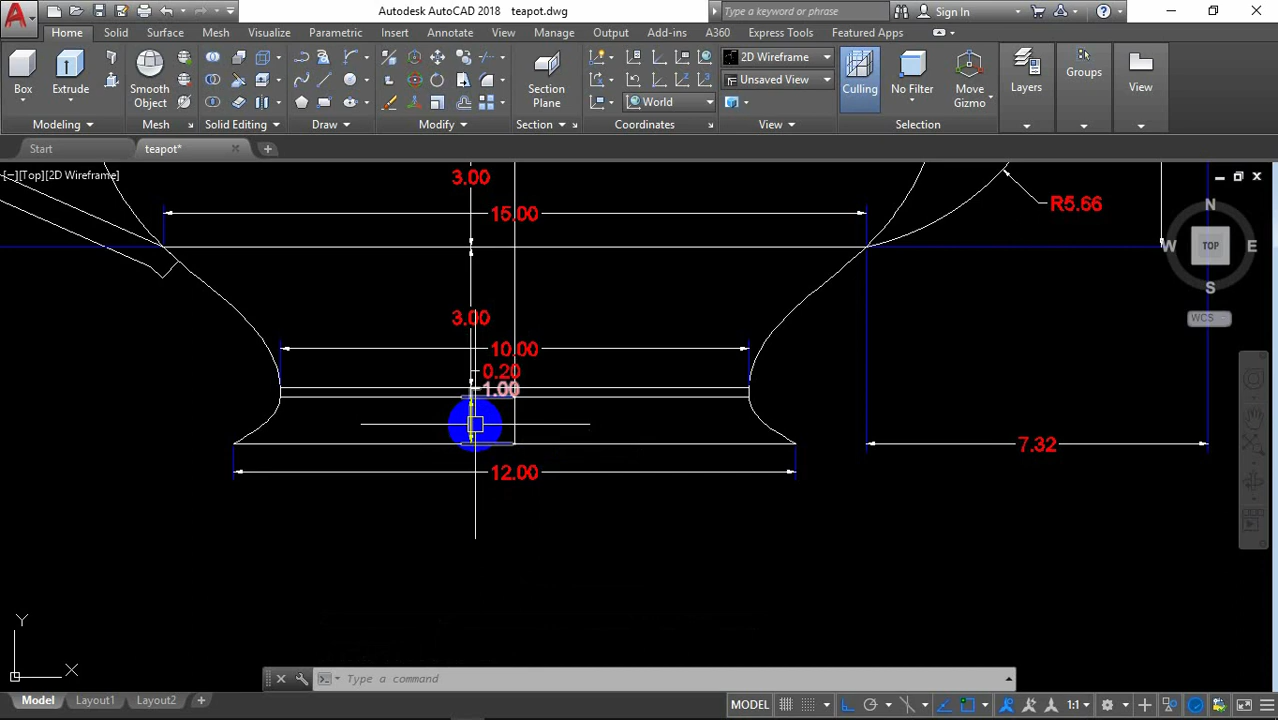 Autodesk AutoCAD 2018 teapot.dwg
Type a keyword or phrase
Sign In
Home Solid Surface Mesh Visualize Parametric Insert Annotate View Manage Output Add-ins A360 Express Tools Featured Apps
Box
Extrude
Smooth Object
Section Plane
2D Wireframe
Unsaved View
World
Culling
No Filter
Move Gizmo
Layers
Groups
View
Modeling Mesh Solid Editing Draw Modify Section Coordinates View Selection
Start
teapot*
[−][Top][2D Wireframe]
3.00
15.00
R5.66
N
W
TOP
E
S
WCS
3.00
10.00
0.20
1.00
7.32
12.00
Y
X
Type a command
Model Layout1 Layout2
MODEL
1:1